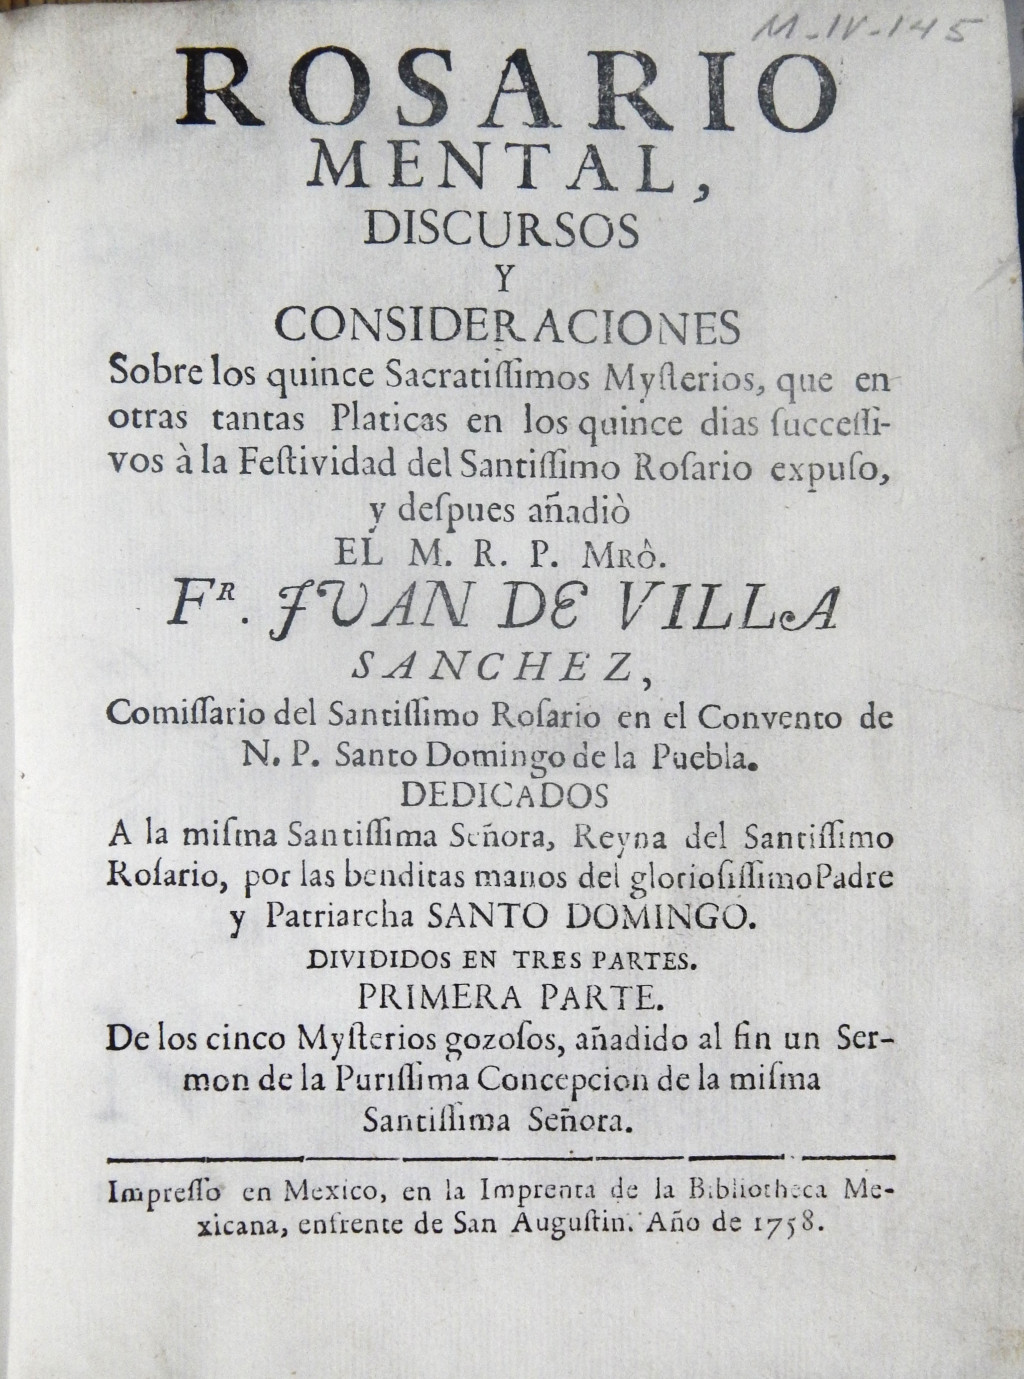 M-IV-145
ROSARIO
MENTAL,
DISCURSOS
Y
CONSIDERACIONES
Sobre los quince Sacratiſſimos Myſterios, que en
otras tantas Platicas en los quince dias ſucceſſi-
vos à la Feſtividad del Santiſſimo Roſario expuſo,
y deſpues añadiò
EL M. R. P. MRÔ.
FR. JUAN DE VILLA
SANCHEZ,
Comiſſario del Santiſſimo Roſario en el Convento de
N. P. Santo Domingo de la Puebla.
DEDICADOS
A la miſma Santiſſima Señora, Reyna del Santiſſimo
Roſario, por las benditas manos del glorioſiſſimo Padre
y Patriarcha SANTO DOMINGO.
DIVIDIDOS EN TRES PARTES.
PRIMERA PARTE.
De los cinco Myſterios gozoſos, añadido al fin un Ser-
mon de la Puriſſima Concepcion de la miſma
Santiſſima Señora.
Impreſſo en Mexico, en la Imprenta de la Bibliotheca Me-
xicana, enfrente de San Auguſtin. Año de 1758.